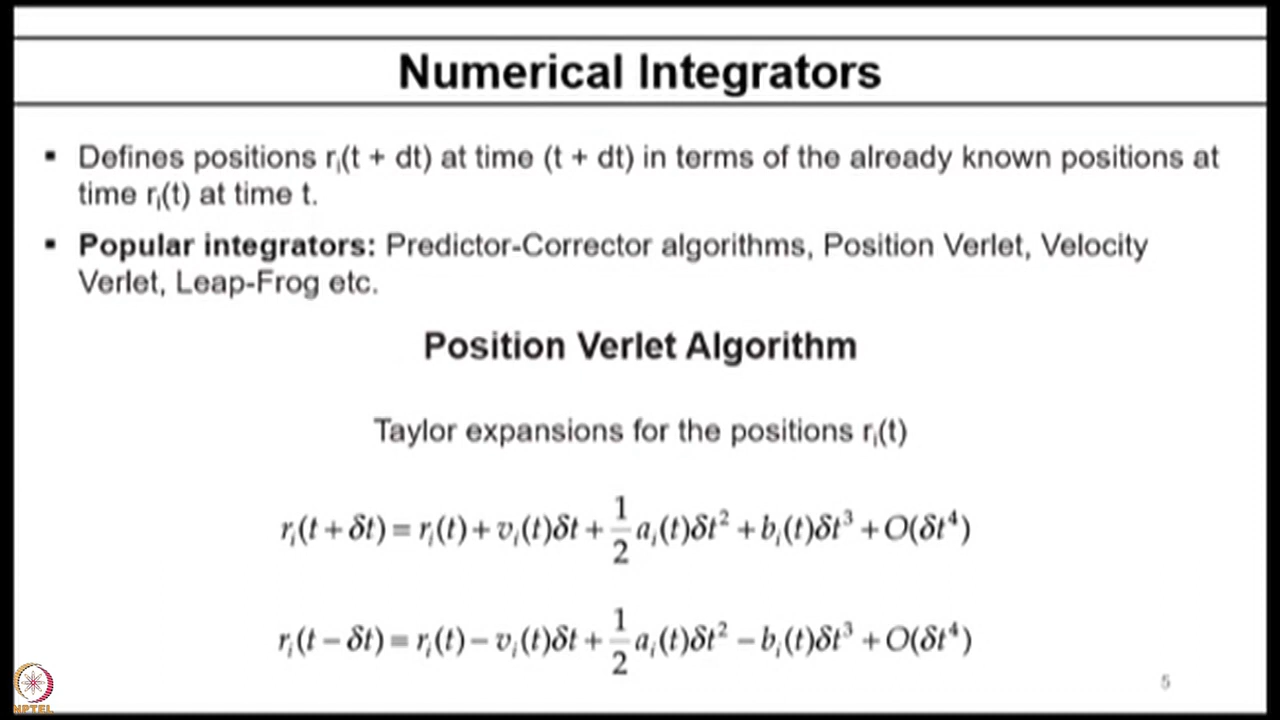 Numerical Integrators
▪ Defines positions rᵢ(t + dt) at time (t + dt) in terms of the already known positions at
time rᵢ(t) at time t.
▪ Popular integrators: Predictor-Corrector algorithms, Position Verlet, Velocity
Verlet, Leap-Frog etc.
Position Verlet Algorithm
Taylor expansions for the positions rᵢ(t)
rᵢ(t + δt) = rᵢ(t) + vᵢ(t)δt + 1/2 aᵢ(t)δt² + bᵢ(t)δt³ + O(δt⁴)
rᵢ(t − δt) = rᵢ(t) − vᵢ(t)δt + 1/2 aᵢ(t)δt² − bᵢ(t)δt³ + O(δt⁴)
5
NPTEL